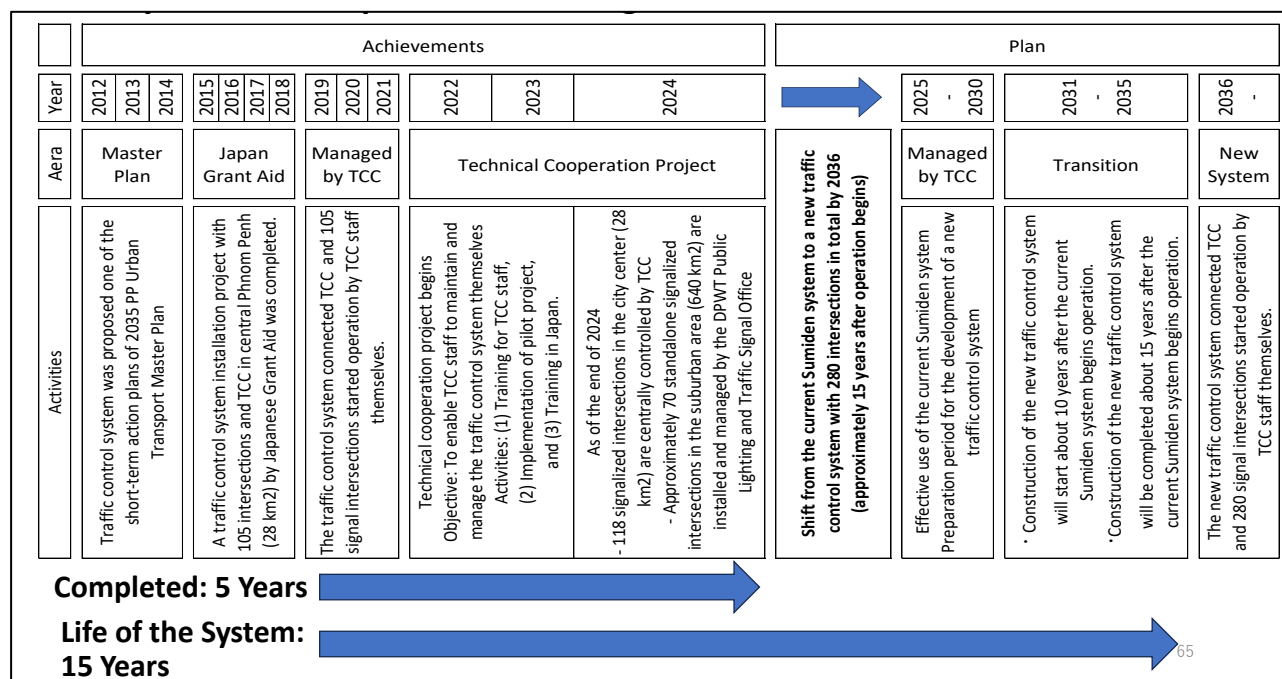 Achievements
Plan
Year
2012
2013
2014
2015
2016
2017
2018
2019
2020
2021
2022
2023
2024
2025
-
2030
2031
-
2035
2036
-
Aera
Master
Plan
Japan
Grant Aid
Managed
by TCC
Technical Cooperation Project
Managed
by TCC
Transition
New
System
Activities
Traffic control system was proposed one of the
short-term action plans of 2035 PP Urban
Transport Master Plan
A traffic control system installation project with
105 intersections and TCC in central Phnom Penh
(28 km2) by Japanese Grant Aid was completed.
The traffic control system connected TCC and 105
signal intersections started operation by TCC staff
themselves.
Technical cooperation project begins
Objective: To enable TCC staff to maintain and
manage the traffic control system themselves
Activities: (1) Training for TCC staff,
(2) Implementation of pilot project,
and (3) Training in Japan.
As of the end of 2024
- 118 signalized intersections in the city center (28
km2) are centrally controlled by TCC
- Approximately 70 standalone signalized
intersections in the suburban area (640 km2) are
installed and managed by the DPWT Public
Lighting and Traffic Signal Office
Shift from the current Sumiden system to a new traffic
control system with 280 intersections in total by 2036
(approximately 15 years after operation begins)
Effective use of the current Sumiden system
Preparation period for the development of a new
traffic control system
・Construction of the new traffic control system
will start about 10 years after the current
Sumiden system begins operation.
・Construction of the new traffic control system
will be completed about 15 years after the
current Sumiden system begins operation.
The new traffic control system connected TCC
and 280 signal intersections started operation by
TCC staff themselves.
Completed: 5 Years
Life of the System:
15 Years
65